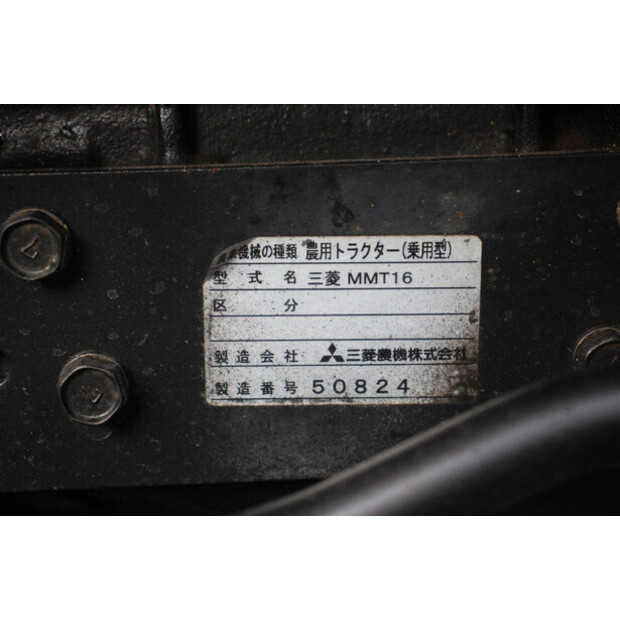 機械の種類 農用トラクター(乗用型)
型式名 三菱 MMT16
区分
製造会社 三菱農機株式会社
製造番号 50824
7
7